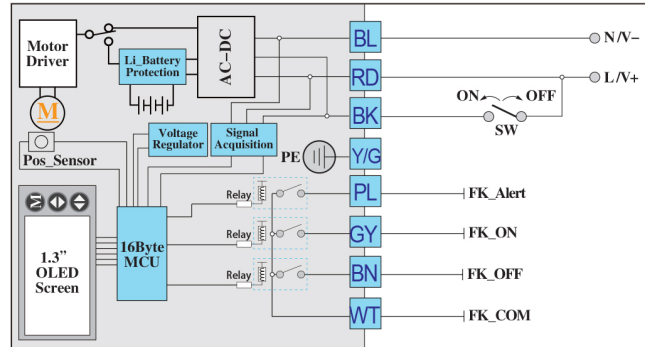 Motor
Driver
M
Pos_Sensor
Li_Battery
Protection
AC-DC
Voltage
Regulator
Signal
Acquisition
PE
M
1.3”
OLED
Screen
16Byte
MCU
Relay
Relay
Relay
BL
RD
BK
Y/G
PL
GY
BN
WT
N/V-
L/V+
ON
OFF
SW
FK_Alert
FK_ON
FK_OFF
FK_COM